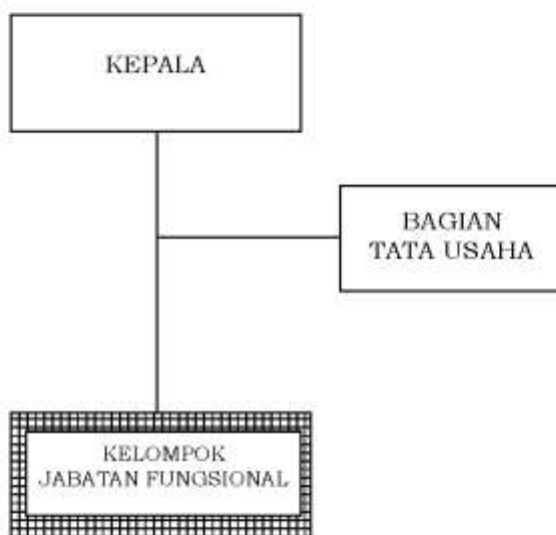 KEPALA
BAGIAN
TATA USAHA
KELOMPOK
JABATAN FUNGSIONAL